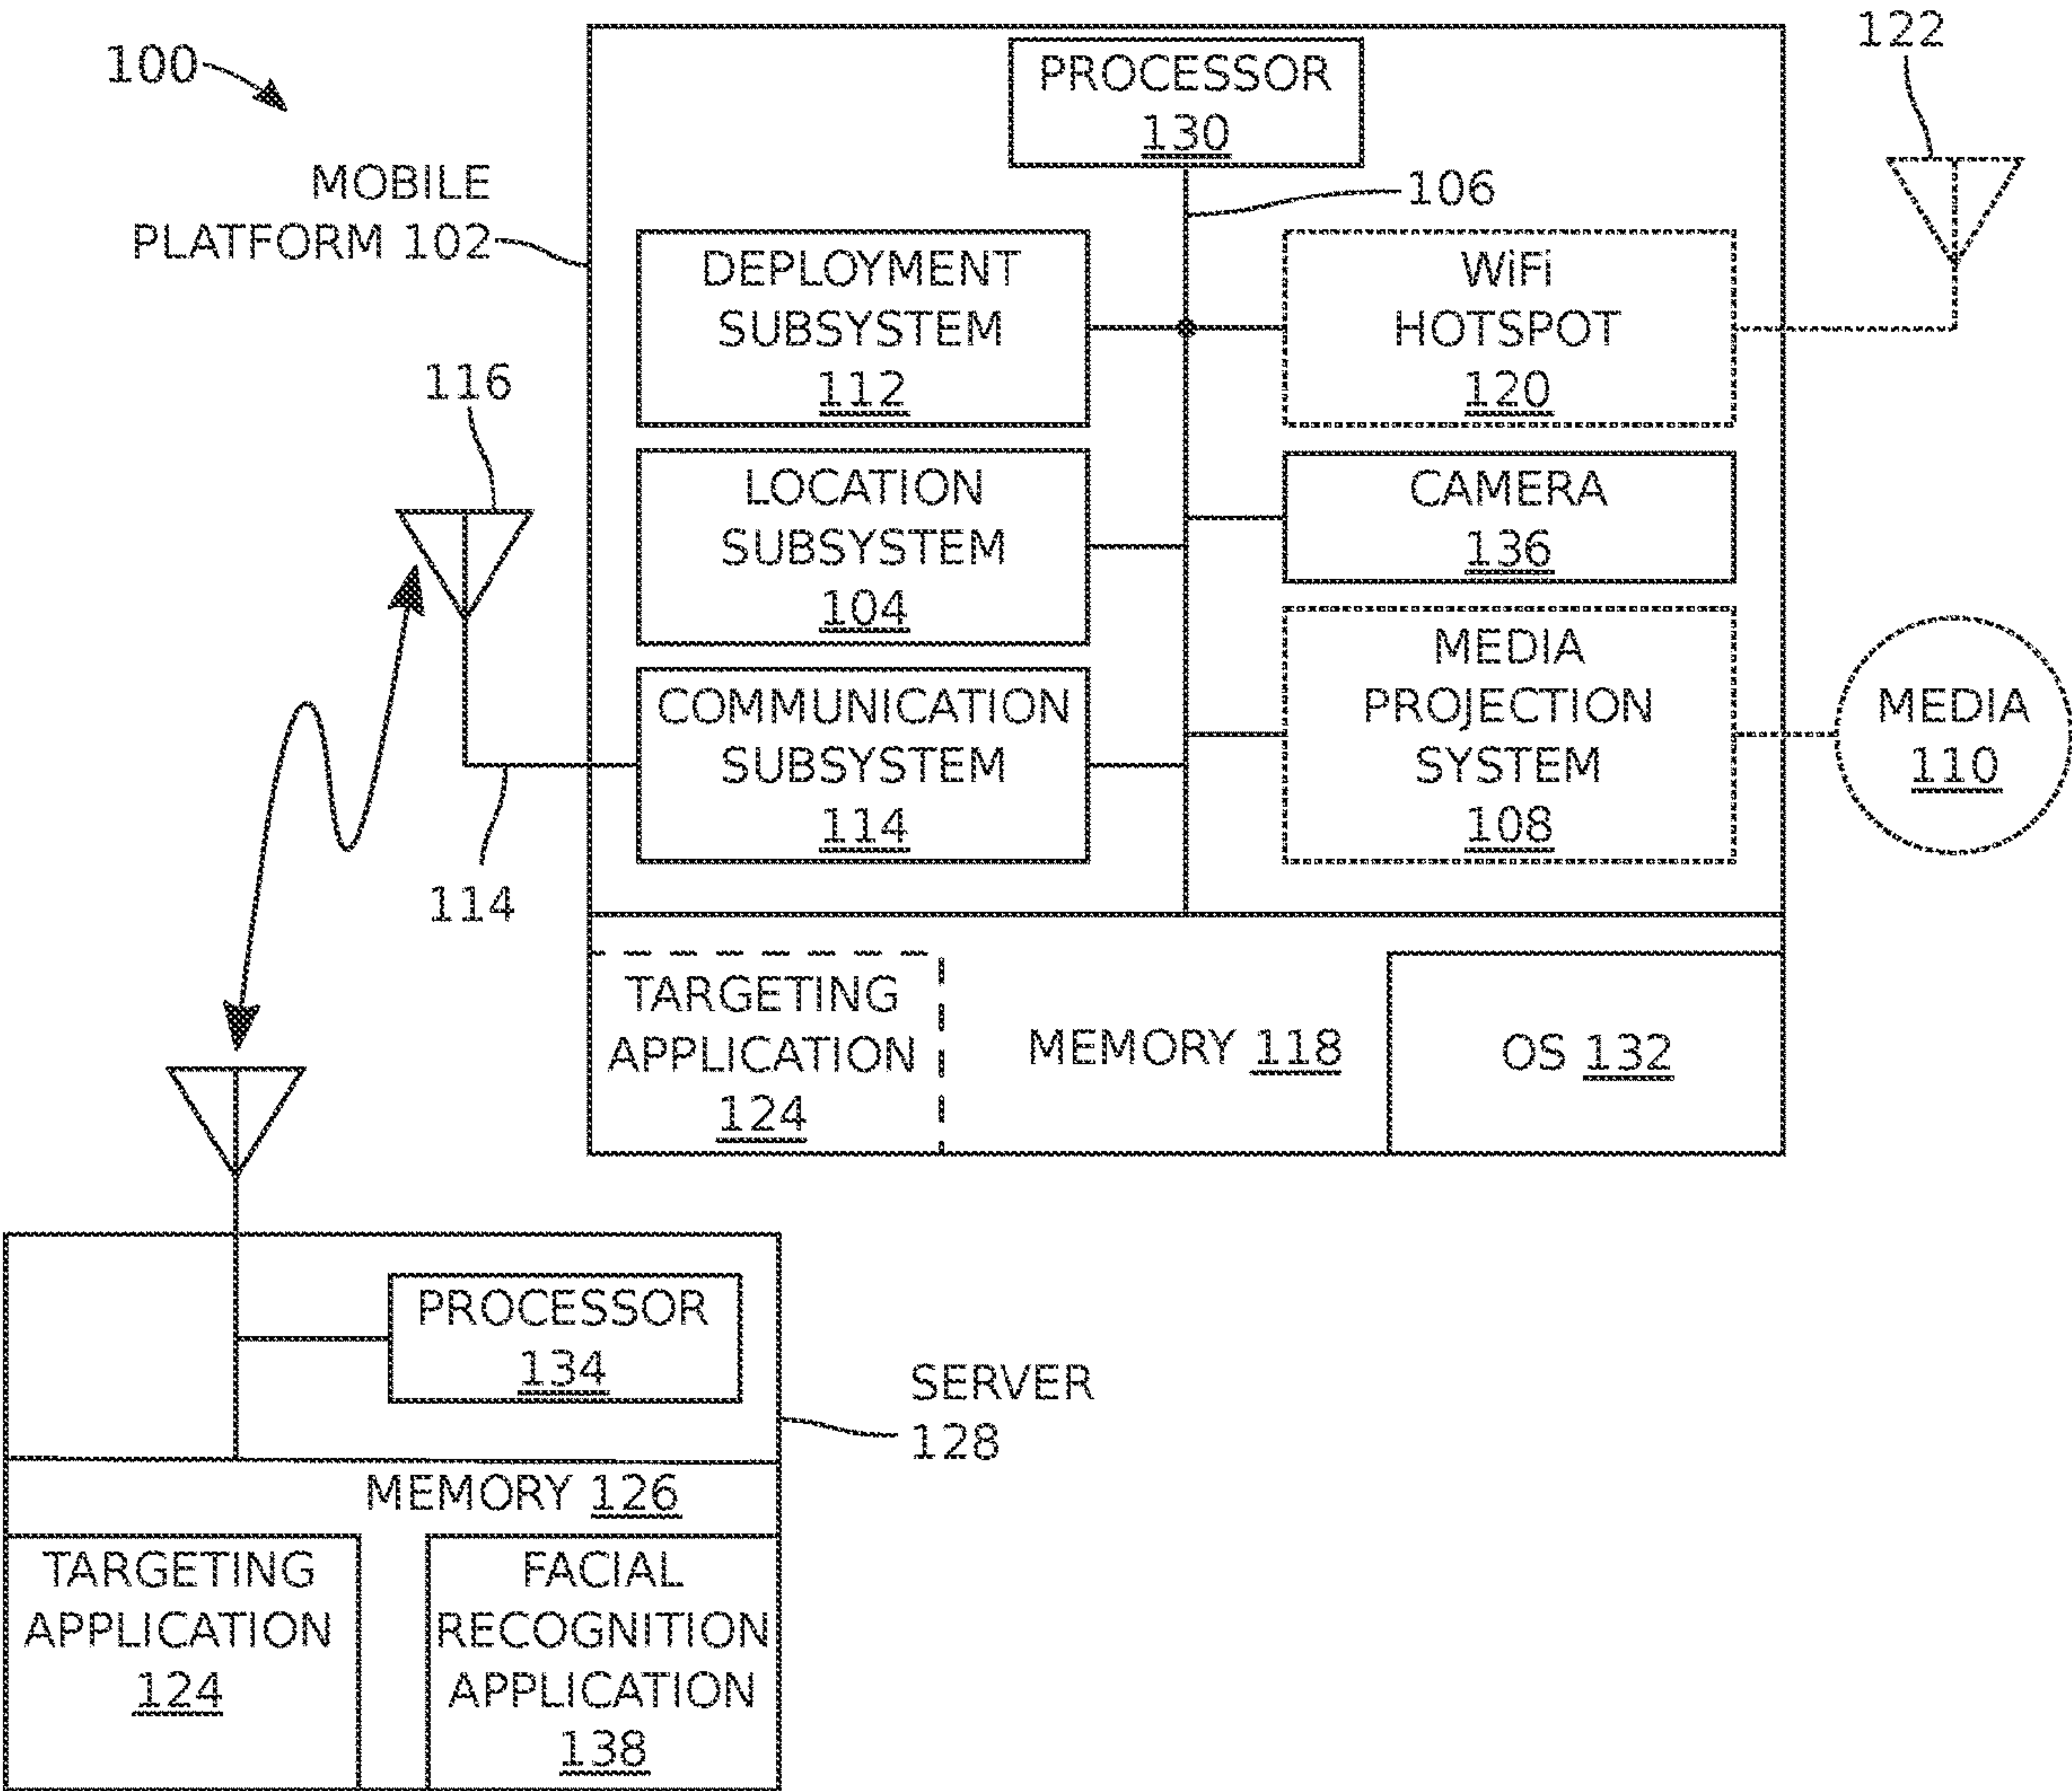 100
MOBILE
PLATFORM 102
PROCESSOR
130
106
122
DEPLOYMENT
SUBSYSTEM
112
WiFi
HOTSPOT
120
116
LOCATION
SUBSYSTEM
104
CAMERA
136
COMMUNICATION
SUBSYSTEM
114
MEDIA
PROJECTION
SYSTEM
108
MEDIA
110
114
TARGETING
APPLICATION
124
MEMORY 118
OS 132
PROCESSOR
134
SERVER
128
MEMORY 126
TARGETING
APPLICATION
124
FACIAL
RECOGNITION
APPLICATION
138